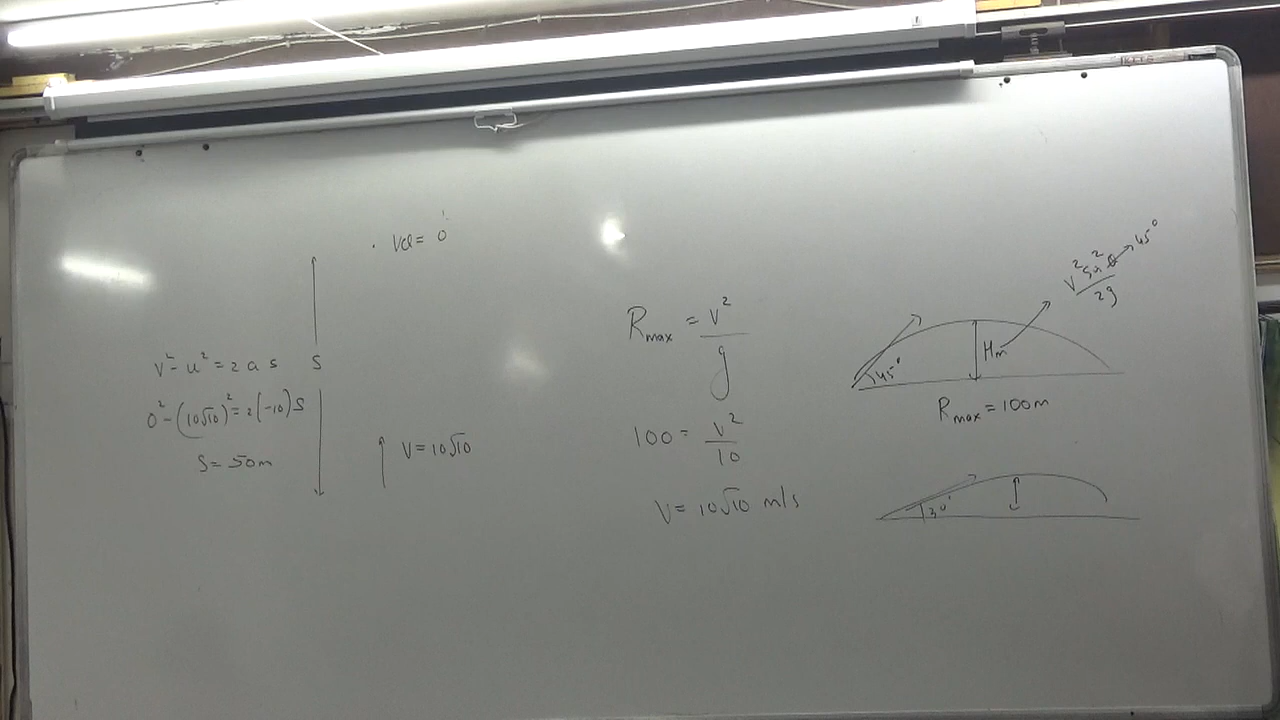 Vel = 0
V² - u² = 2 a s
S
0² - (10√10)² = 2(-10)S
S = 50m
V = 10√10
Rmax = V²/g
100 = V²/10
V = 10√10 m/s
V² Sin² θ/2g
45°
45°
Hm
Rmax = 100m
30°